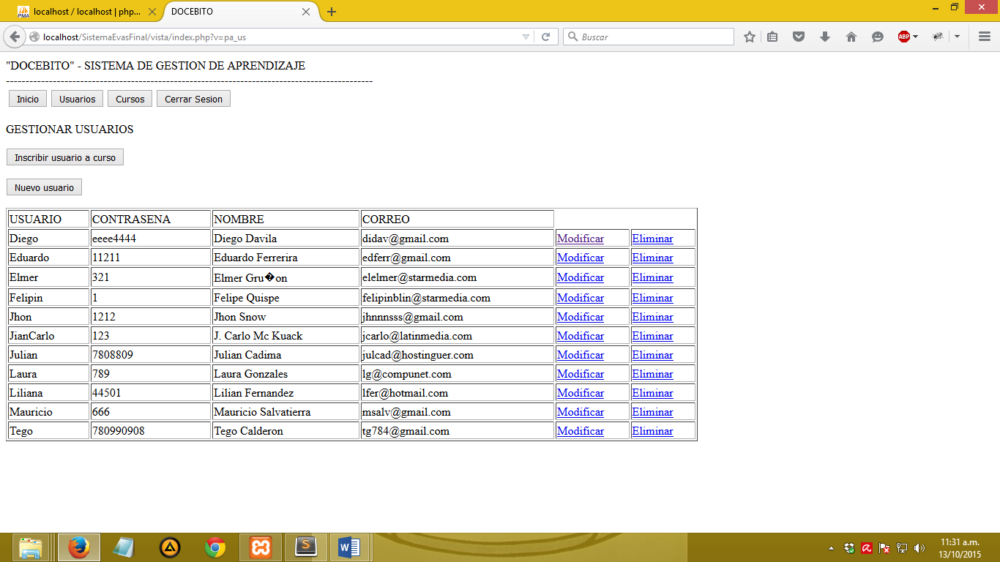 localhost / localhost | php...
DOCEBITO
localhost/SistemaEvasFinal/vista/index.php?v=pa_us
Buscar
ABP
"DOCEBITO" - SISTEMA DE GESTION DE APRENDIZAJE
Inicio Usuarios Cursos Cerrar Sesion
GESTIONAR USUARIOS
Inscribir usuario a curso
Nuevo usuario
USUARIO CONTRASENA NOMBRE CORREO
Diego eeee4444 Diego Davila didav@gmail.com Modificar Eliminar
Eduardo 11211 Eduardo Ferrerira edferr@gmail.com Modificar Eliminar
Elmer 321 Elmer Gru�on elelmer@starmedia.com Modificar Eliminar
Felipin 1 Felipe Quispe felipinblin@starmedia.com Modificar Eliminar
Jhon 1212 Jhon Snow jhnnnsss@gmail.com Modificar Eliminar
JianCarlo 123 J. Carlo Mc Kuack jcarlo@latinmedia.com Modificar Eliminar
Julian 7808809 Julian Cadima julcad@hostinguer.com Modificar Eliminar
Laura 789 Laura Gonzales lg@compunet.com Modificar Eliminar
Liliana 44501 Lilian Fernandez lfer@hotmail.com Modificar Eliminar
Mauricio 666 Mauricio Salvatierra msalv@gmail.com Modificar Eliminar
Tego 780990908 Tego Calderon tg784@gmail.com Modificar Eliminar
11:31 a.m.
13/10/2015